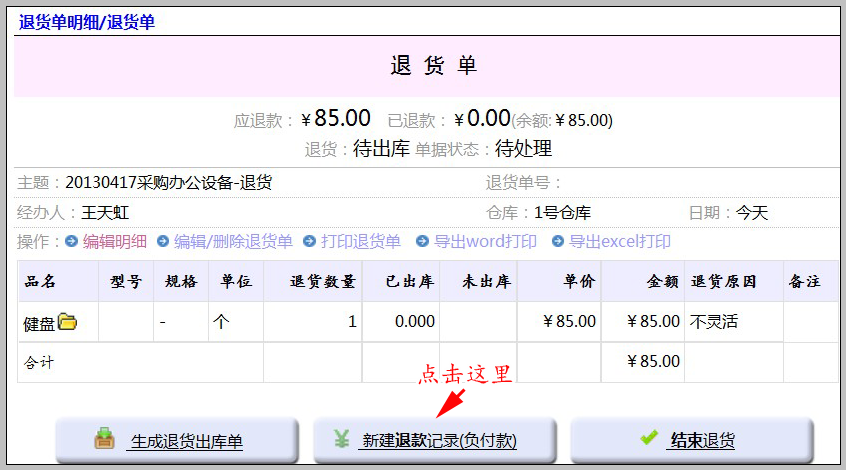 退货单明细/退货单
退 货 单
应退款：￥85.00 已退款：￥0.00(余额:￥85.00)
退货：待出库 单据状态：待处理
主题：20130417采购办公设备-退货 退货单号：
经办人：王天虹 仓库：1号仓库 日期：今天
操作： 编辑明细 编辑/删除退货单 打印退货单 导出word打印 导出excel打印
品名 型号 规格 单位 退货数量 已出库 未出库 单价 金额 退货原因 备注
健盘 - 个 1 0.000 ￥85.00 ￥85.00 不灵活
合计 ￥85.00
点击这里
生成退货出库单 ¥ 新建退款记录(负付款) 结束退货